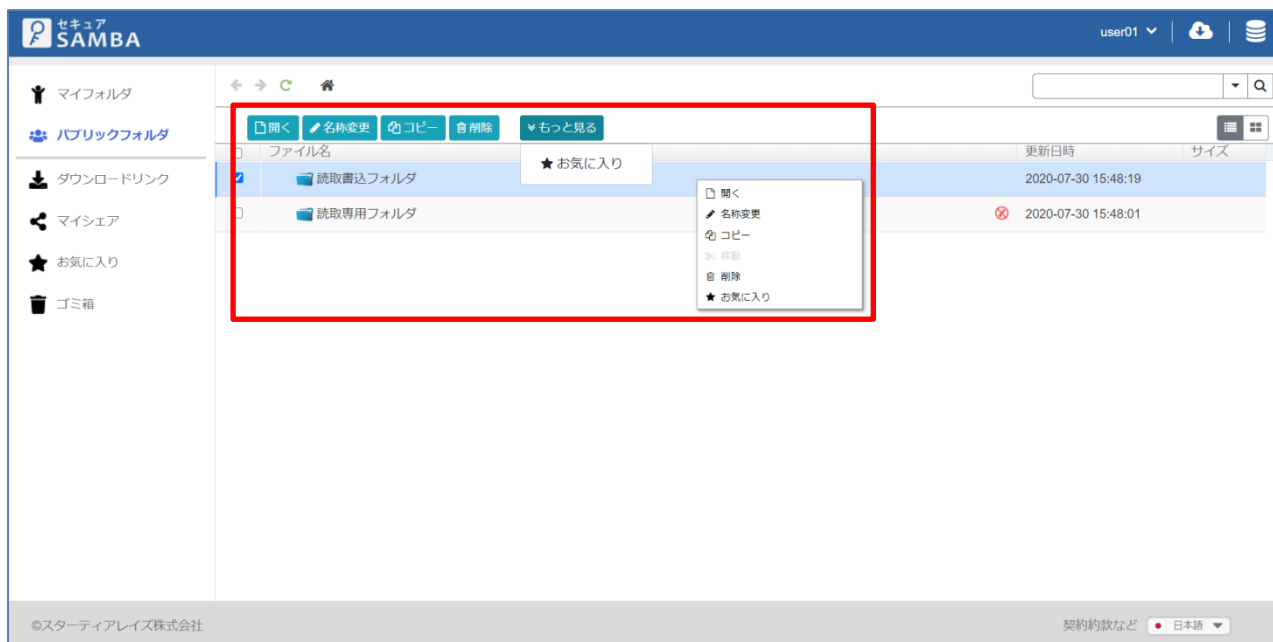 セキュア
SAMBA
user01
マイフォルダ
パブリックフォルダ
ダウンロードリンク
マイシェア
お気に入り
ゴミ箱
開く 名称変更 コピー 削除 もっと見る
お気に入り
ファイル名 更新日時 サイズ
読取書込フォルダ 2020-07-30 15:48:19
読取専用フォルダ 2020-07-30 15:48:01
開く
名称変更
コピー
移動
削除
お気に入り
©スターティアレイズ株式会社
契約約款など 日本語